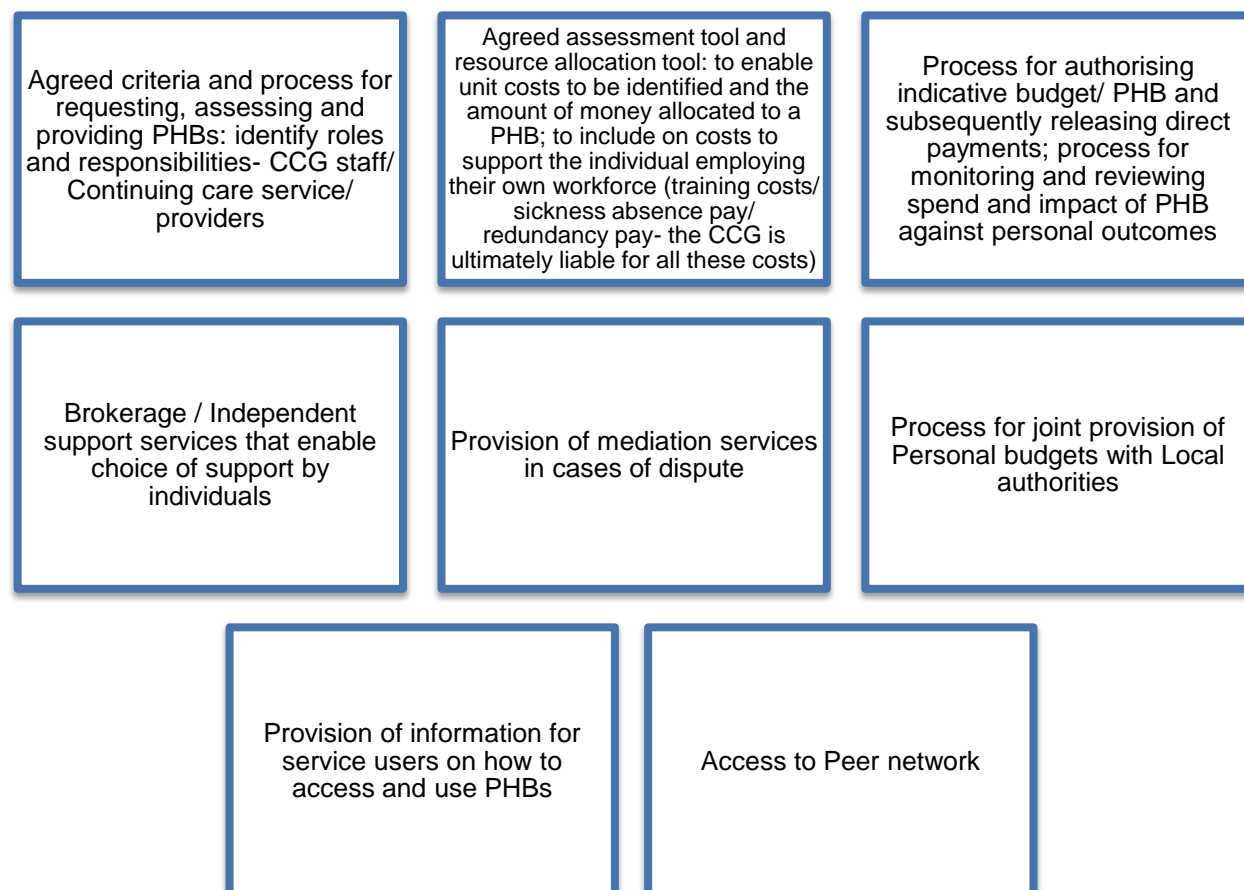 Agreed criteria and process for
requesting, assessing and
providing PHBs: identify roles
and responsibilities- CCG staff/
Continuing care service/
providers
Agreed assessment tool and
resource allocation tool: to enable
unit costs to be identified and the
amount of money allocated to a
PHB; to include on costs to
support the individual employing
their own workforce (training costs/
sickness absence pay/
redundancy pay- the CCG is
ultimately liable for all these costs)
Process for authorising
indicative budget/ PHB and
subsequently releasing direct
payments; process for
monitoring and reviewing
spend and impact of PHB
against personal outcomes
Brokerage / Independent
support services that enable
choice of support by
individuals
Provision of mediation services
in cases of dispute
Process for joint provision of
Personal budgets with Local
authorities
Provision of information for
service users on how to
access and use PHBs
Access to Peer network